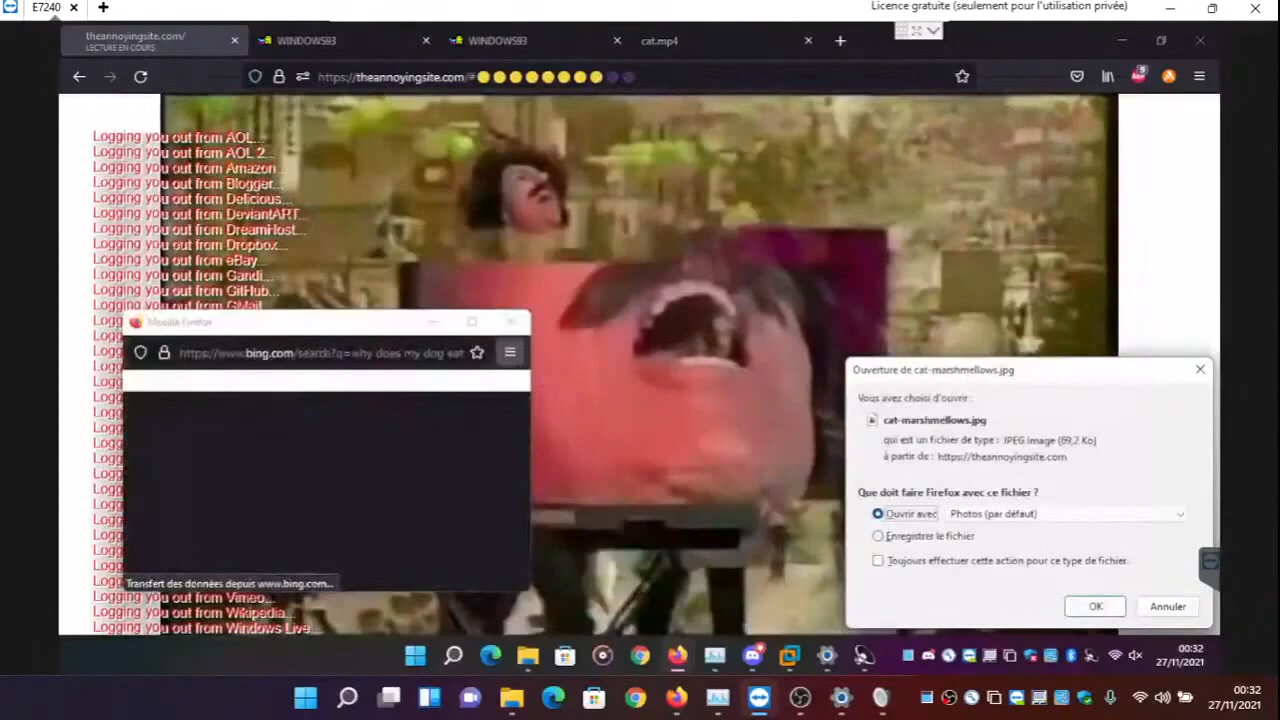 E7240
Licence gratuite (seulement pour l'utilisation privée)
theannoyingsite.com/
LECTURE EN COURS
WINDOWS93
WINDOWS93
cat.mp4
https://theannoyingsite.com/#
9
Logging you out from AOL...
Logging you out from AOL 2...
Logging you out from Amazon...
Logging you out from Blogger...
Logging you out from Delicious...
Logging you out from DeviantART...
Logging you out from DreamHost...
Logging you out from Dropbox...
Logging you out from eBay...
Logging you out from Gandi...
Logging you out from GitHub...
Logging you out from GMail...
Mozilla Firefox
https://www.bing.com/search?q=why does my dog eat
Transfert des données depuis www.bing.com...
Logging you out from Vimeo...
Logging you out from Wikipedia...
Logging you out from Windows Live...
Ouverture de cat-marshmellows.jpg
Vous avez choisi d'ouvrir :
cat-marshmellows.jpg
qui est un fichier de type : JPEG image (69,2 Ko)
à partir de : https://theannoyingsite.com
Que doit faire Firefox avec ce fichier ?
Ouvrir avec Photos (par défaut)
Enregistrer le fichier
Toujours effectuer cette action pour ce type de fichier.
OK
Annuler
00:32
27/11/2021
00:32
27/11/2021